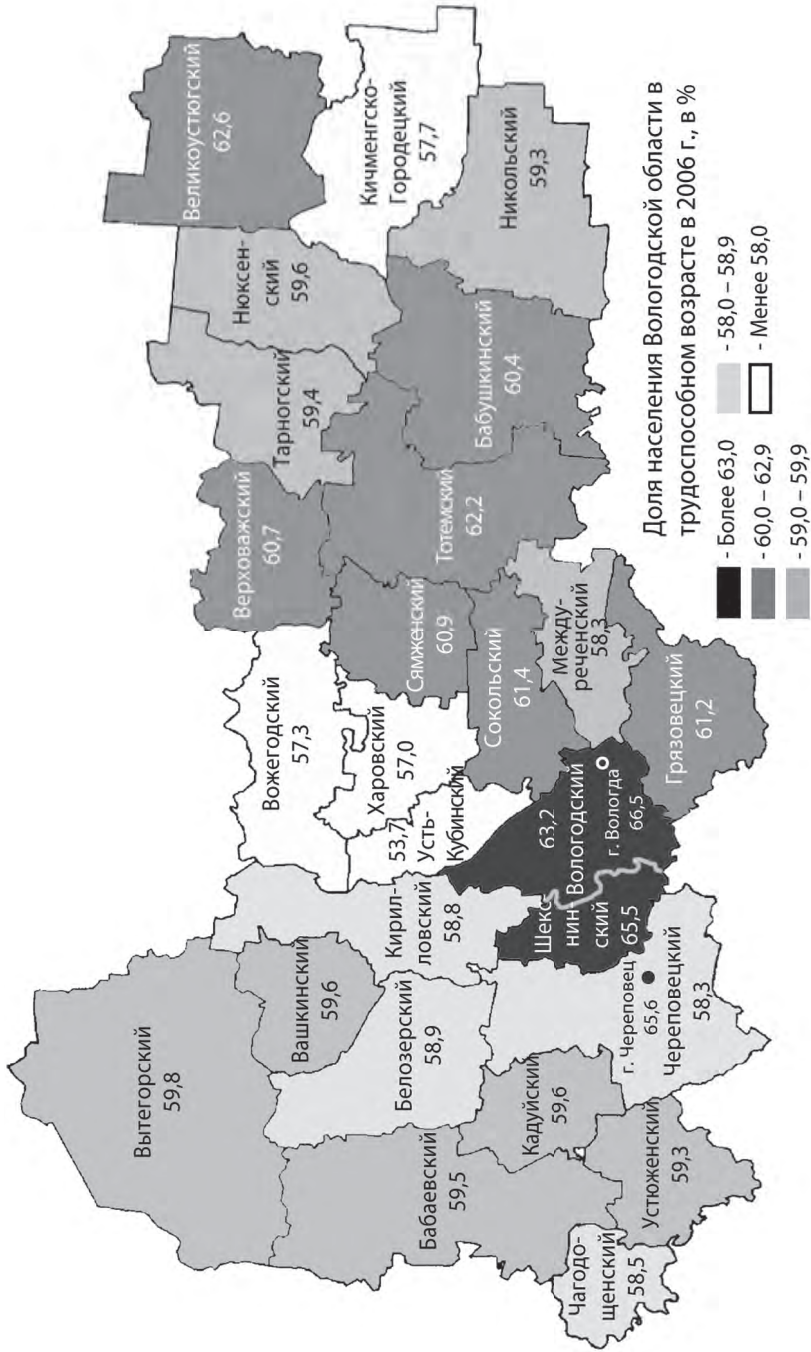 Вытегорский
59,8
Вашкинский
59,6
Бабаевский
59,5
Белозерский
58,9
Кирил-
ловский
58,8
Кадуйский
59,6
Чагодо-
щенский
58,5
Устюженский
59,3
г. Череповец
65,6
Череповецкий
58,3
Шекс
нин
ский
65,5
63,2
Вологодский
г. Вологда
66,5
53,7
Усть-
Кубинский
Вожегодский
57,3
Харовский
57,0
Верховажский
60,7
Сямженский
60,9
Сокольский
61,4
Между-
реченский
58,3
Грязовецкий
61,2
Тарногский
59,4
Тотемский
62,2
Нюксен-
ский
59,6
Бабушкинский
60,4
Великоустюгский
62,6
Кичменгско-
Городецкий
57,7
Никольский
59,3
Доля населения Вологодской области в
трудоспособном возрасте в 2006 г., в %
- Более 63,0
- 60,0 – 62,9
- 59,0 – 59,9
- 58,0 – 58,9
- Менее 58,0